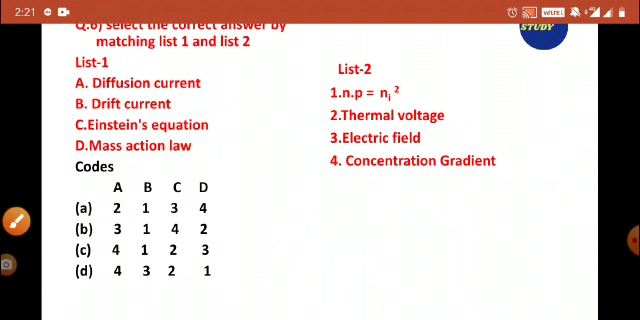 2:21
Q.6) select the correct answer by
matching list 1 and list 2
STUDY
List-1
A. Diffusion current
B. Drift current
C.Einstein's equation
D.Mass action law
List-2
1.n.p = nᵢ ²
2.Thermal voltage
3.Electric field
4. Concentration Gradient
Codes
A B C D
(a) 2 1 3 4
(b) 3 1 4 2
(c) 4 1 2 3
(d) 4 3 2 1